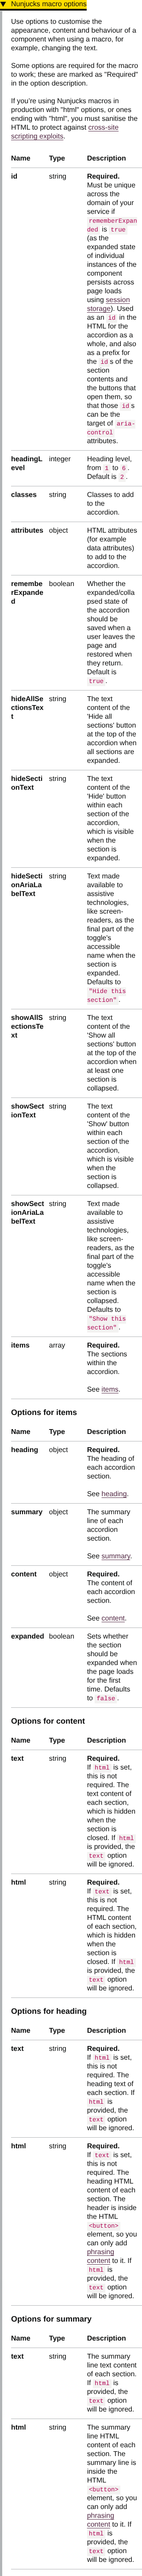 ▼ Nunjucks macro options
Use options to customise the
appearance, content and behaviour of a
component when using a macro, for
example, changing the text.
Some options are required for the macro
to work; these are marked as "Required"
in the option description.
If you're using Nunjucks macros in
production with "html" options, or ones
ending with "html", you must sanitise the
HTML to protect against cross-site
scripting exploits.
Name Type Description
id string Required.
Must be unique
across the
domain of your
service if
rememberExpan
ded is true
(as the
expanded state
of individual
instances of the
component
persists across
page loads
using session
storage). Used
as an id in the
HTML for the
accordion as a
whole, and also
as a prefix for
the id s of the
section
contents and
the buttons that
open them, so
that those id s
can be the
target of aria-
control
attributes.
headingL integer Heading level,
evel from 1 to 6.
Default is 2.
classes string Classes to add
to the
accordion.
attributes object HTML attributes
(for example
data attributes)
to add to the
accordion.
remembe boolean Whether the
rExpande expanded/colla
d psed state of
the accordion
should be
saved when a
user leaves the
page and
restored when
they return.
Default is
true.
hideAllSe string The text
ctionsTex content of the
t 'Hide all
sections' button
at the top of the
accordion when
all sections are
expanded.
hideSecti string The text
onText content of the
'Hide' button
within each
section of the
accordion,
which is visible
when the
section is
expanded.
hideSecti string Text made
onAriaLa available to
belText assistive
technologies,
like screen-
readers, as the
final part of the
toggle's
accessible
name when the
section is
expanded.
Defaults to
"Hide this
section".
showAllS string The text
ectionsTe content of the
xt 'Show all
sections' button
at the top of the
accordion when
at least one
section is
collapsed.
showSect string The text
ionText content of the
'Show' button
within each
section of the
accordion,
which is visible
when the
section is
collapsed.
showSect string Text made
ionAriaLa available to
belText assistive
technologies,
like screen-
readers, as the
final part of the
toggle's
accessible
name when the
section is
collapsed.
Defaults to
"Show this
section".
items array Required.
The sections
within the
accordion.
See items.
Options for items
Name Type Description
heading object Required.
The heading of
each accordion
section.
See heading.
summary object The summary
line of each
accordion
section.
See summary.
content object Required.
The content of
each accordion
section.
See content.
expanded boolean Sets whether
the section
should be
expanded when
the page loads
for the first
time. Defaults
to false.
Options for content
Name Type Description
text string Required.
If html is set,
this is not
required. The
text content of
each section,
which is hidden
when the
section is
closed. If html
is provided, the
text option
will be ignored.
html string Required.
If text is set,
this is not
required. The
HTML content
of each section,
which is hidden
when the
section is
closed. If html
is provided, the
text option
will be ignored.
Options for heading
Name Type Description
text string Required.
If html is set,
this is not
required. The
heading text of
each section. If
html is
provided, the
text option
will be ignored.
html string Required.
If text is set,
this is not
required. The
heading HTML
content of each
section. The
header is inside
the HTML
<button>
element, so you
can only add
phrasing
content to it. If
html is
provided, the
text option
will be ignored.
Options for summary
Name Type Description
text string The summary
line text content
of each section.
If html is
provided, the
text option
will be ignored.
html string The summary
line HTML
content of each
section. The
summary line is
inside the
HTML
<button>
element, so you
can only add
phrasing
content to it. If
html is
provided, the
text option
will be ignored.